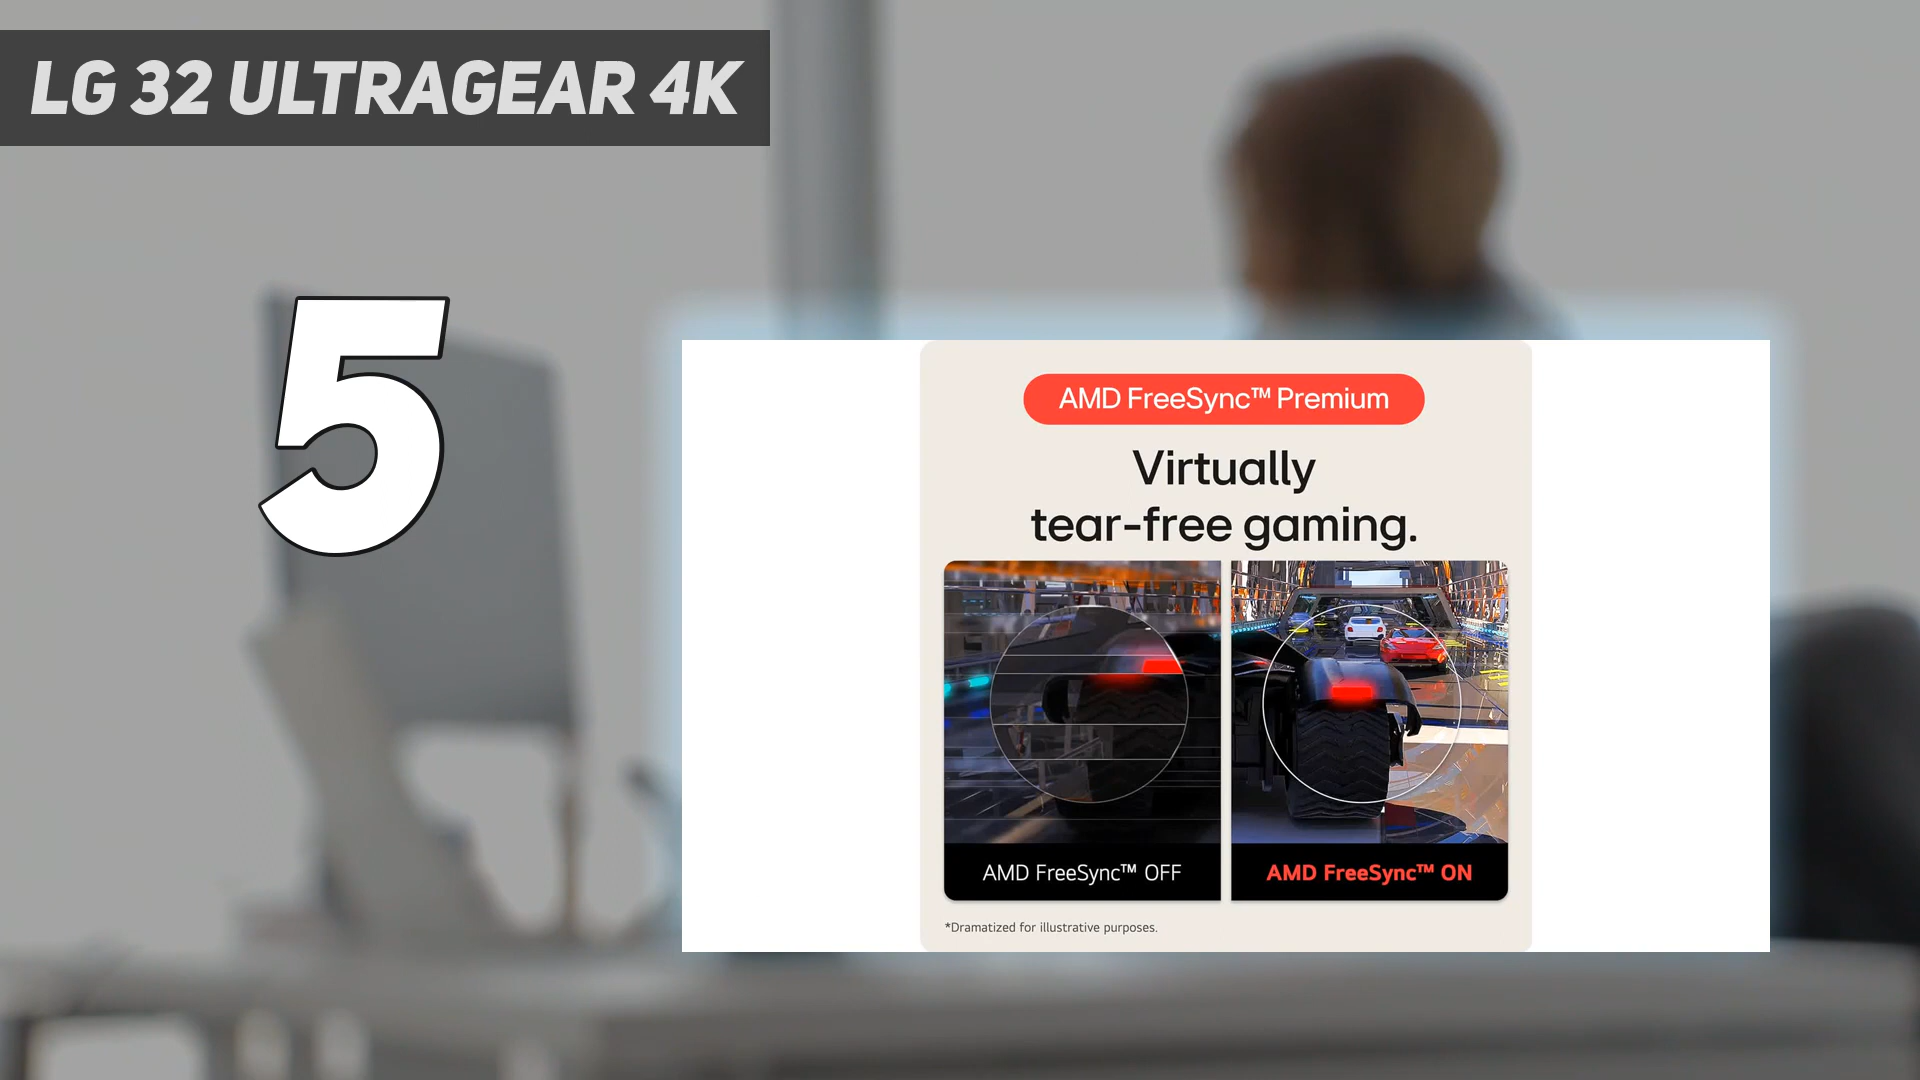 LG 32 ULTRAGEAR 4K
5
AMD FreeSync™ Premium
Virtually
tear-free gaming.
AMD FreeSync™ OFF
AMD FreeSync™ ON
*Dramatized for illustrative purposes.